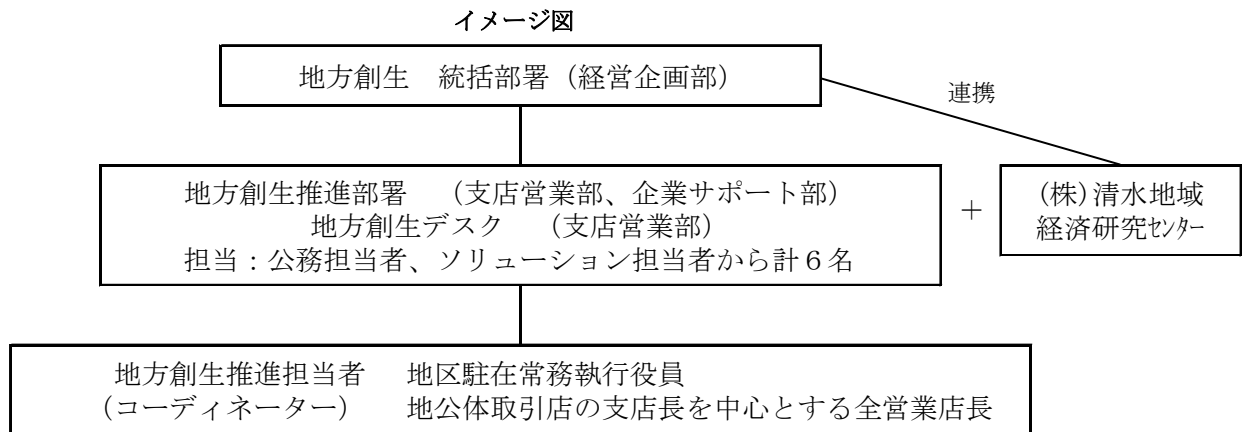 イメージ図
地方創生　統括部署（経営企画部）
連携
地方創生推進部署　（支店営業部、企業サポート部）
地方創生デスク　（支店営業部）
担当：公務担当者、ソリューション担当者から計６名
＋
(株)清水地域
経済研究ｾﾝﾀｰ
地方創生推進担当者　地区駐在常務執行役員
（コーディネーター）　地公体取引店の支店長を中心とする全営業店長